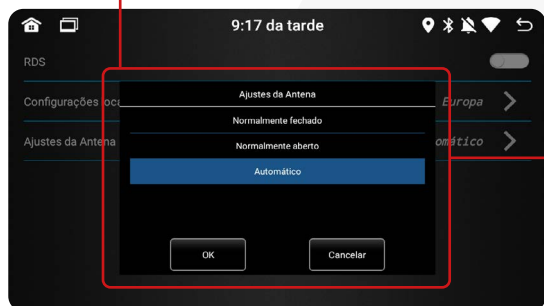 9:17 da tarde
RDS
Ajustes da Antena
Configurações loca
Europa
Normalmente fechado
Normalmente aberto
Ajustes da Antena
omático
Automático
OK
Cancelar